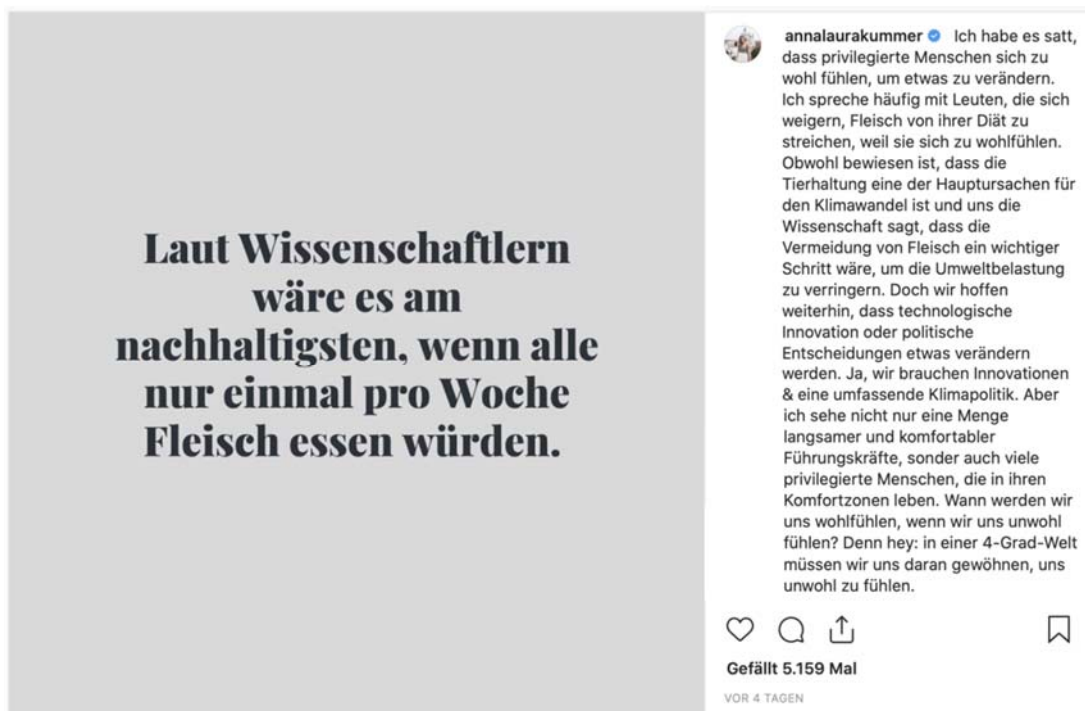 Laut Wissenschaftlern
wäre es am
nachhaltigsten, wenn alle
nur einmal pro Woche
Fleisch essen würden.
annalaurakummer Ich habe es satt,
dass privilegierte Menschen sich zu
wohl fühlen, um etwas zu verändern.
Ich spreche häufig mit Leuten, die sich
weigern, Fleisch von ihrer Diät zu
streichen, weil sie sich zu wohlfühlen.
Obwohl bewiesen ist, dass die
Tierhaltung eine der Hauptursachen für
den Klimawandel ist und uns die
Wissenschaft sagt, dass die
Vermeidung von Fleisch ein wichtiger
Schritt wäre, um die Umweltbelastung
zu verringern. Doch wir hoffen
weiterhin, dass technologische
Innovation oder politische
Entscheidungen etwas verändern
werden. Ja, wir brauchen Innovationen
& eine umfassende Klimapolitik. Aber
ich sehe nicht nur eine Menge
langsamer und komfortabler
Führungskräfte, sonder auch viele
privilegierte Menschen, die in ihren
Komfortzonen leben. Wann werden wir
uns wohlfühlen, wenn wir uns unwohl
fühlen? Denn hey: in einer 4-Grad-Welt
müssen wir uns daran gewöhnen, uns
unwohl zu fühlen.
Gefällt 5.159 Mal
VOR 4 TAGEN